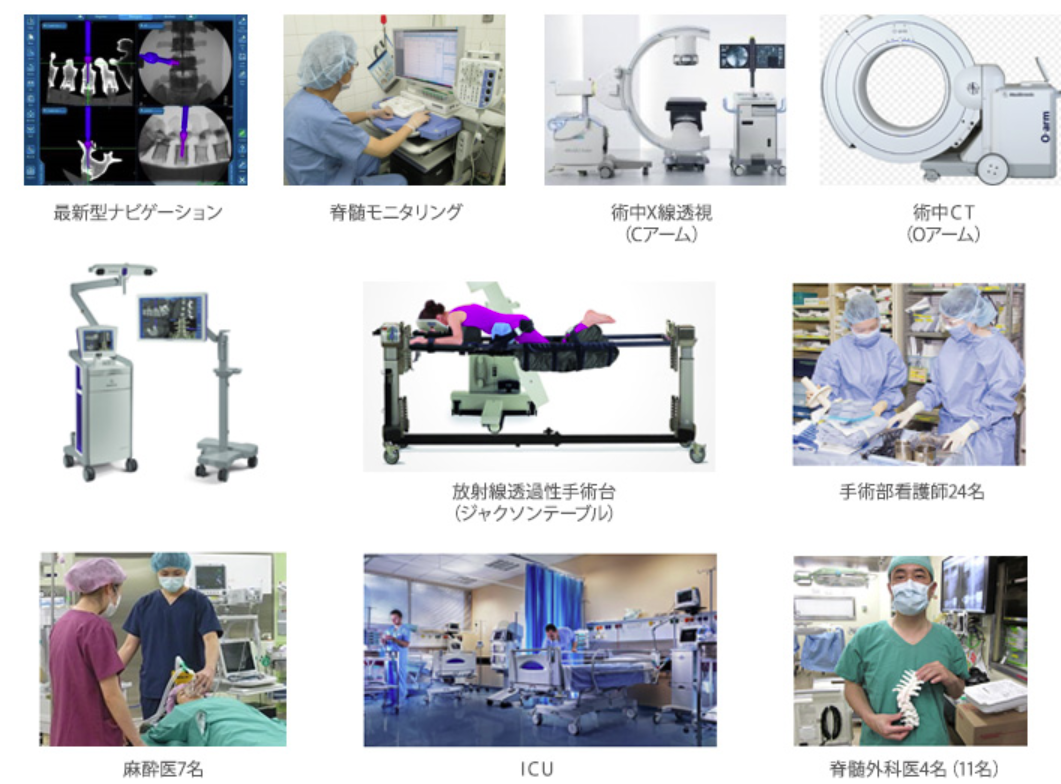 最新型ナビゲーション
脊髄モニタリング
術中X線透視
(Cアーム)
術中CT
(Oアーム)
Medtronic
O-arm
放射線透過性手術台
(ジャクソンテーブル)
手術部看護師24名
麻酔医7名
ICU
脊髄外科医4名 (11名)